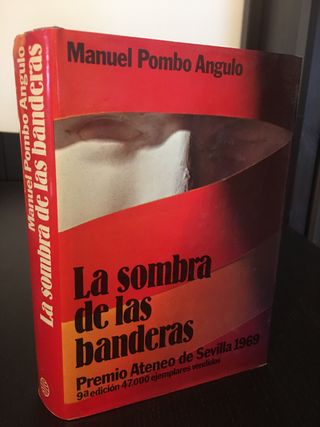 Manuel Pombo Angulo
La sombra
de las
banderas
Premio Ateneo de Sevilla 1969
9ª edición 47.000 ejemplares vendidos
Manuel Pombo Angulo
La sombra de las banderas